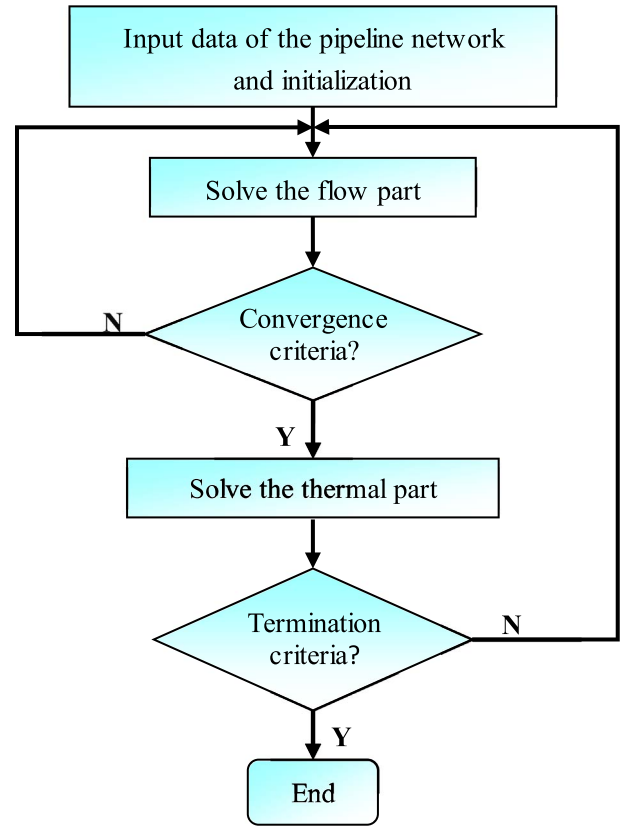 Input data of the pipeline network
and initialization
Solve the flow part
Convergence
criteria?
N
Y
Solve the thermal part
Termination
criteria?
N
Y
End